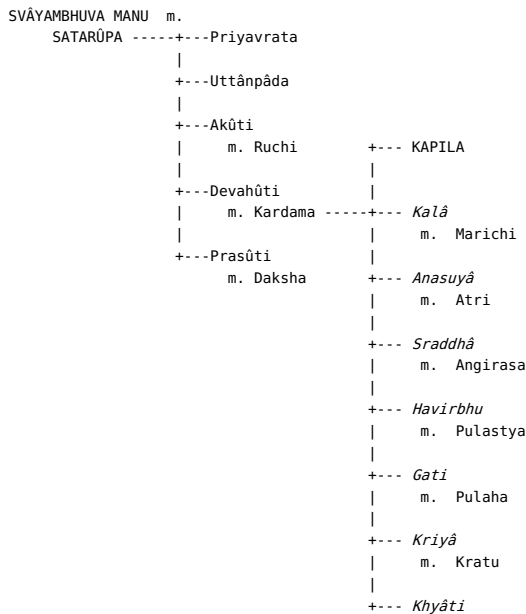 SVÂYAMBHUVA MANU  m.
     SATARÛPA -----+---Priyavrata
                   |
                   +---Uttânpâda
                   |
                   +---Akûti
                   |     m. Ruchi        +--- KAPILA
                   |                     |
                   +---Devahûti          |
                   |     m. Kardama -----+--- Kalâ
                   |                     |     m.  Marichi
                   +---Prasûti           |
                         m. Daksha       +--- Anasuyâ
                                         |     m.  Atri
                                         |
                                         +--- Sraddhâ
                                         |     m.  Angirasa
                                         |
                                         +--- Havirbhu
                                         |     m.  Pulastya
                                         |
                                         +--- Gati
                                         |     m.  Pulaha
                                         |
                                         +--- Kriyâ
                                         |     m.  Kratu
                                         |
                                         +--- Khyâti